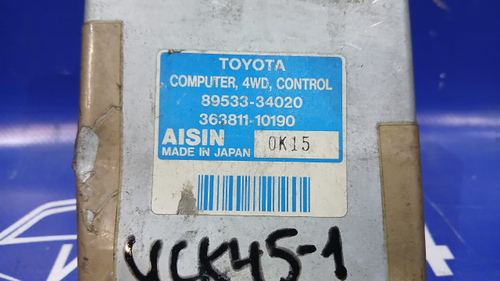 TOYOTA
COMPUTER, 4WD, CONTROL
89533-34020
363811-10190
AISIN
MADE IN JAPAN
0K15
UCK45-1